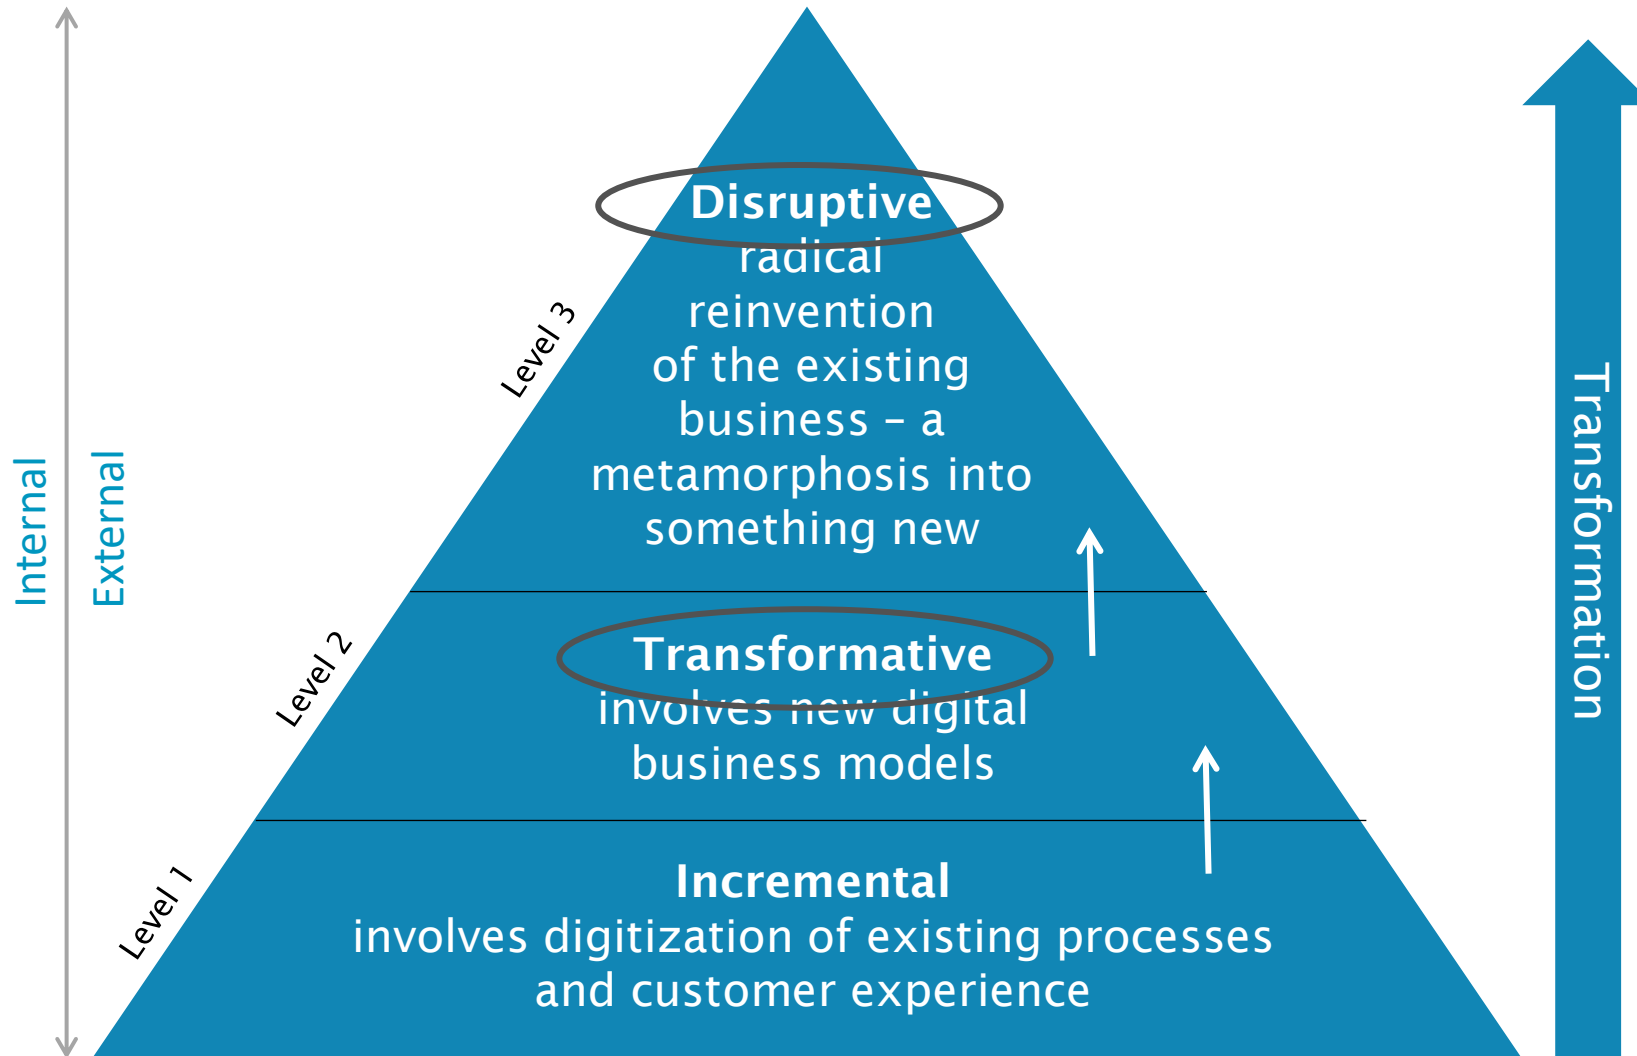 Disruptive
radical
reinvention
of the existing
business – a
metamorphosis into
something new
Level 3
Internal
External
Transformation
Transformative
involves new digital
business models
Level 2
Incremental
involves digitization of existing processes
and customer experience
Level 1